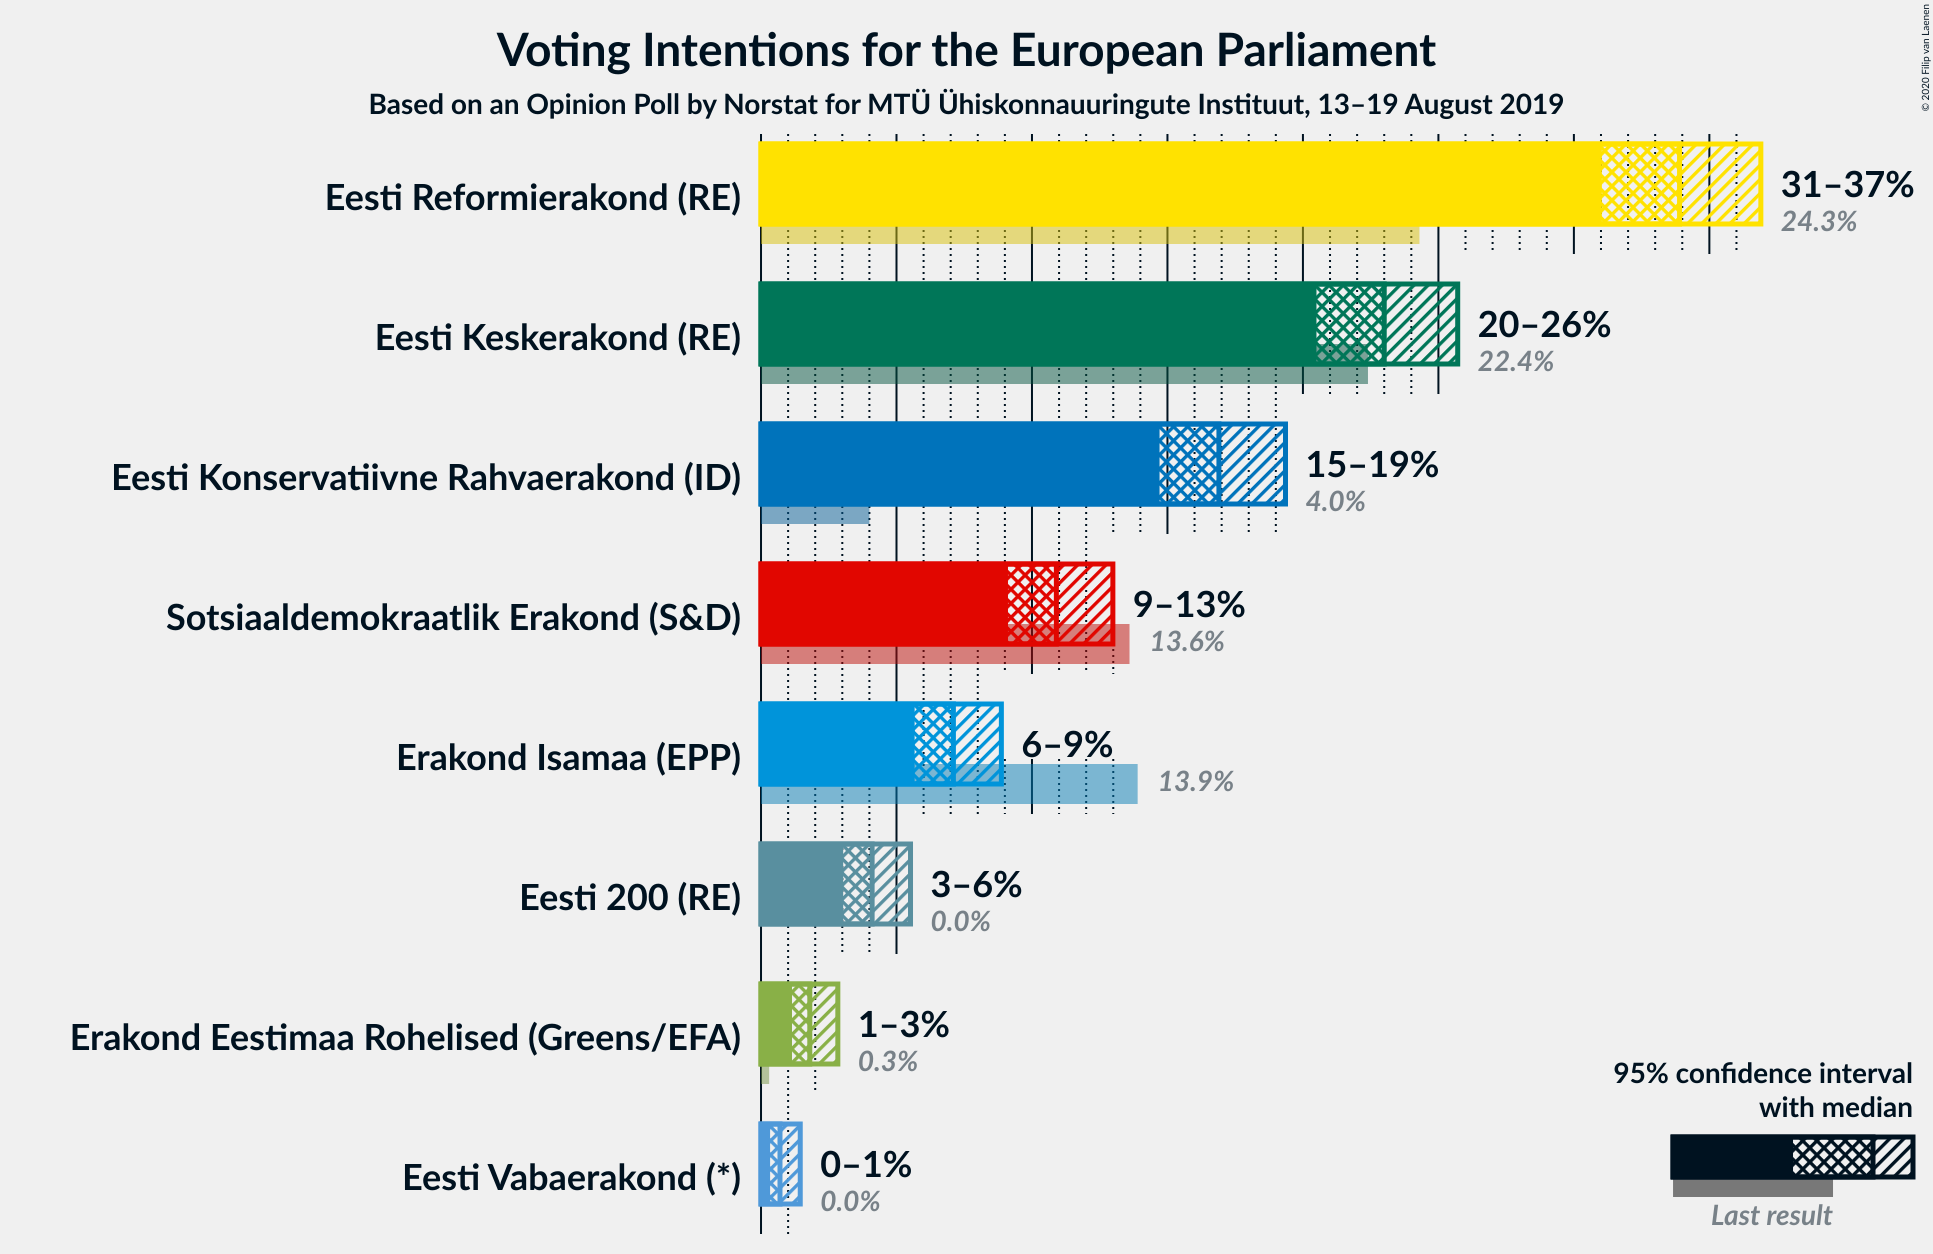 Voting Intentions for the European Parliament
Based on an Opinion Poll by Norstat for MTÜ Ühiskonnauuringute Instituut, 13–19 August 2019
© 2020 Filip van Laenen
Eesti Reformierakond (RE)
31–37%
24.3%
Eesti Keskerakond (RE)
20–26%
22.4%
Eesti Konservatiivne Rahvaerakond (ID)
15–19%
4.0%
Sotsiaaldemokraatlik Erakond (S&D)
9–13%
13.6%
Erakond Isamaa (EPP)
6–9%
13.9%
Eesti 200 (RE)
3–6%
0.0%
Erakond Eestimaa Rohelised (Greens/EFA)
1–3%
0.3%
Eesti Vabaerakond (*)
0–1%
0.0%
95% confidence interval
with median
Last result